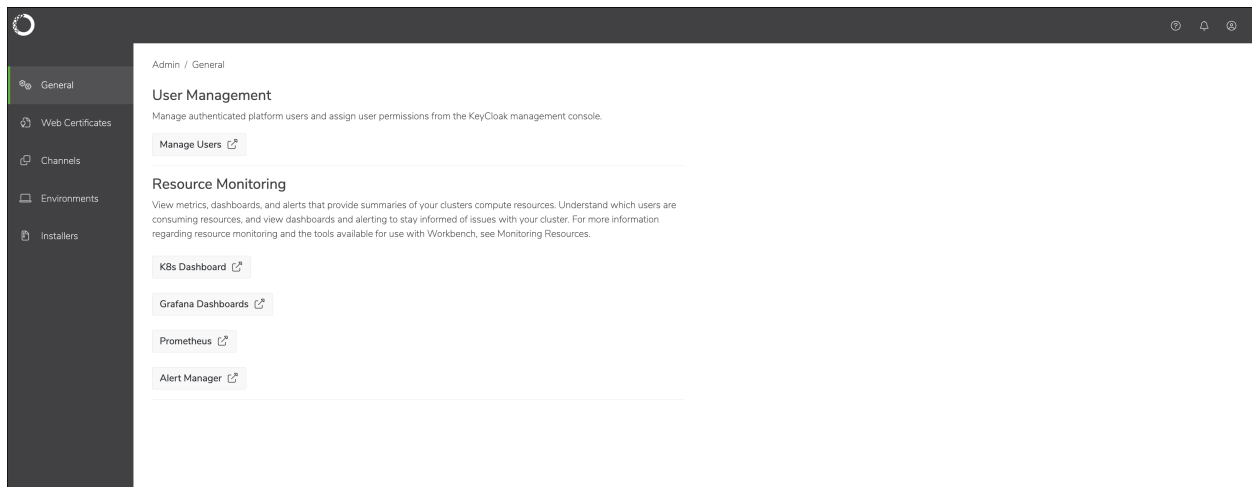 General
Web Certificates
Channels
Environments
Installers
Admin / General
User Management
Manage authenticated platform users and assign user permissions from the KeyCloak management console.
Manage Users
Resource Monitoring
View metrics, dashboards, and alerts that provide summaries of your clusters compute resources. Understand which users are
consuming resources, and view dashboards and alerting to stay informed of issues with your cluster. For more information
regarding resource monitoring and the tools available for use with Workbench, see Monitoring Resources.
K8s Dashboard
Grafana Dashboards
Prometheus
Alert Manager